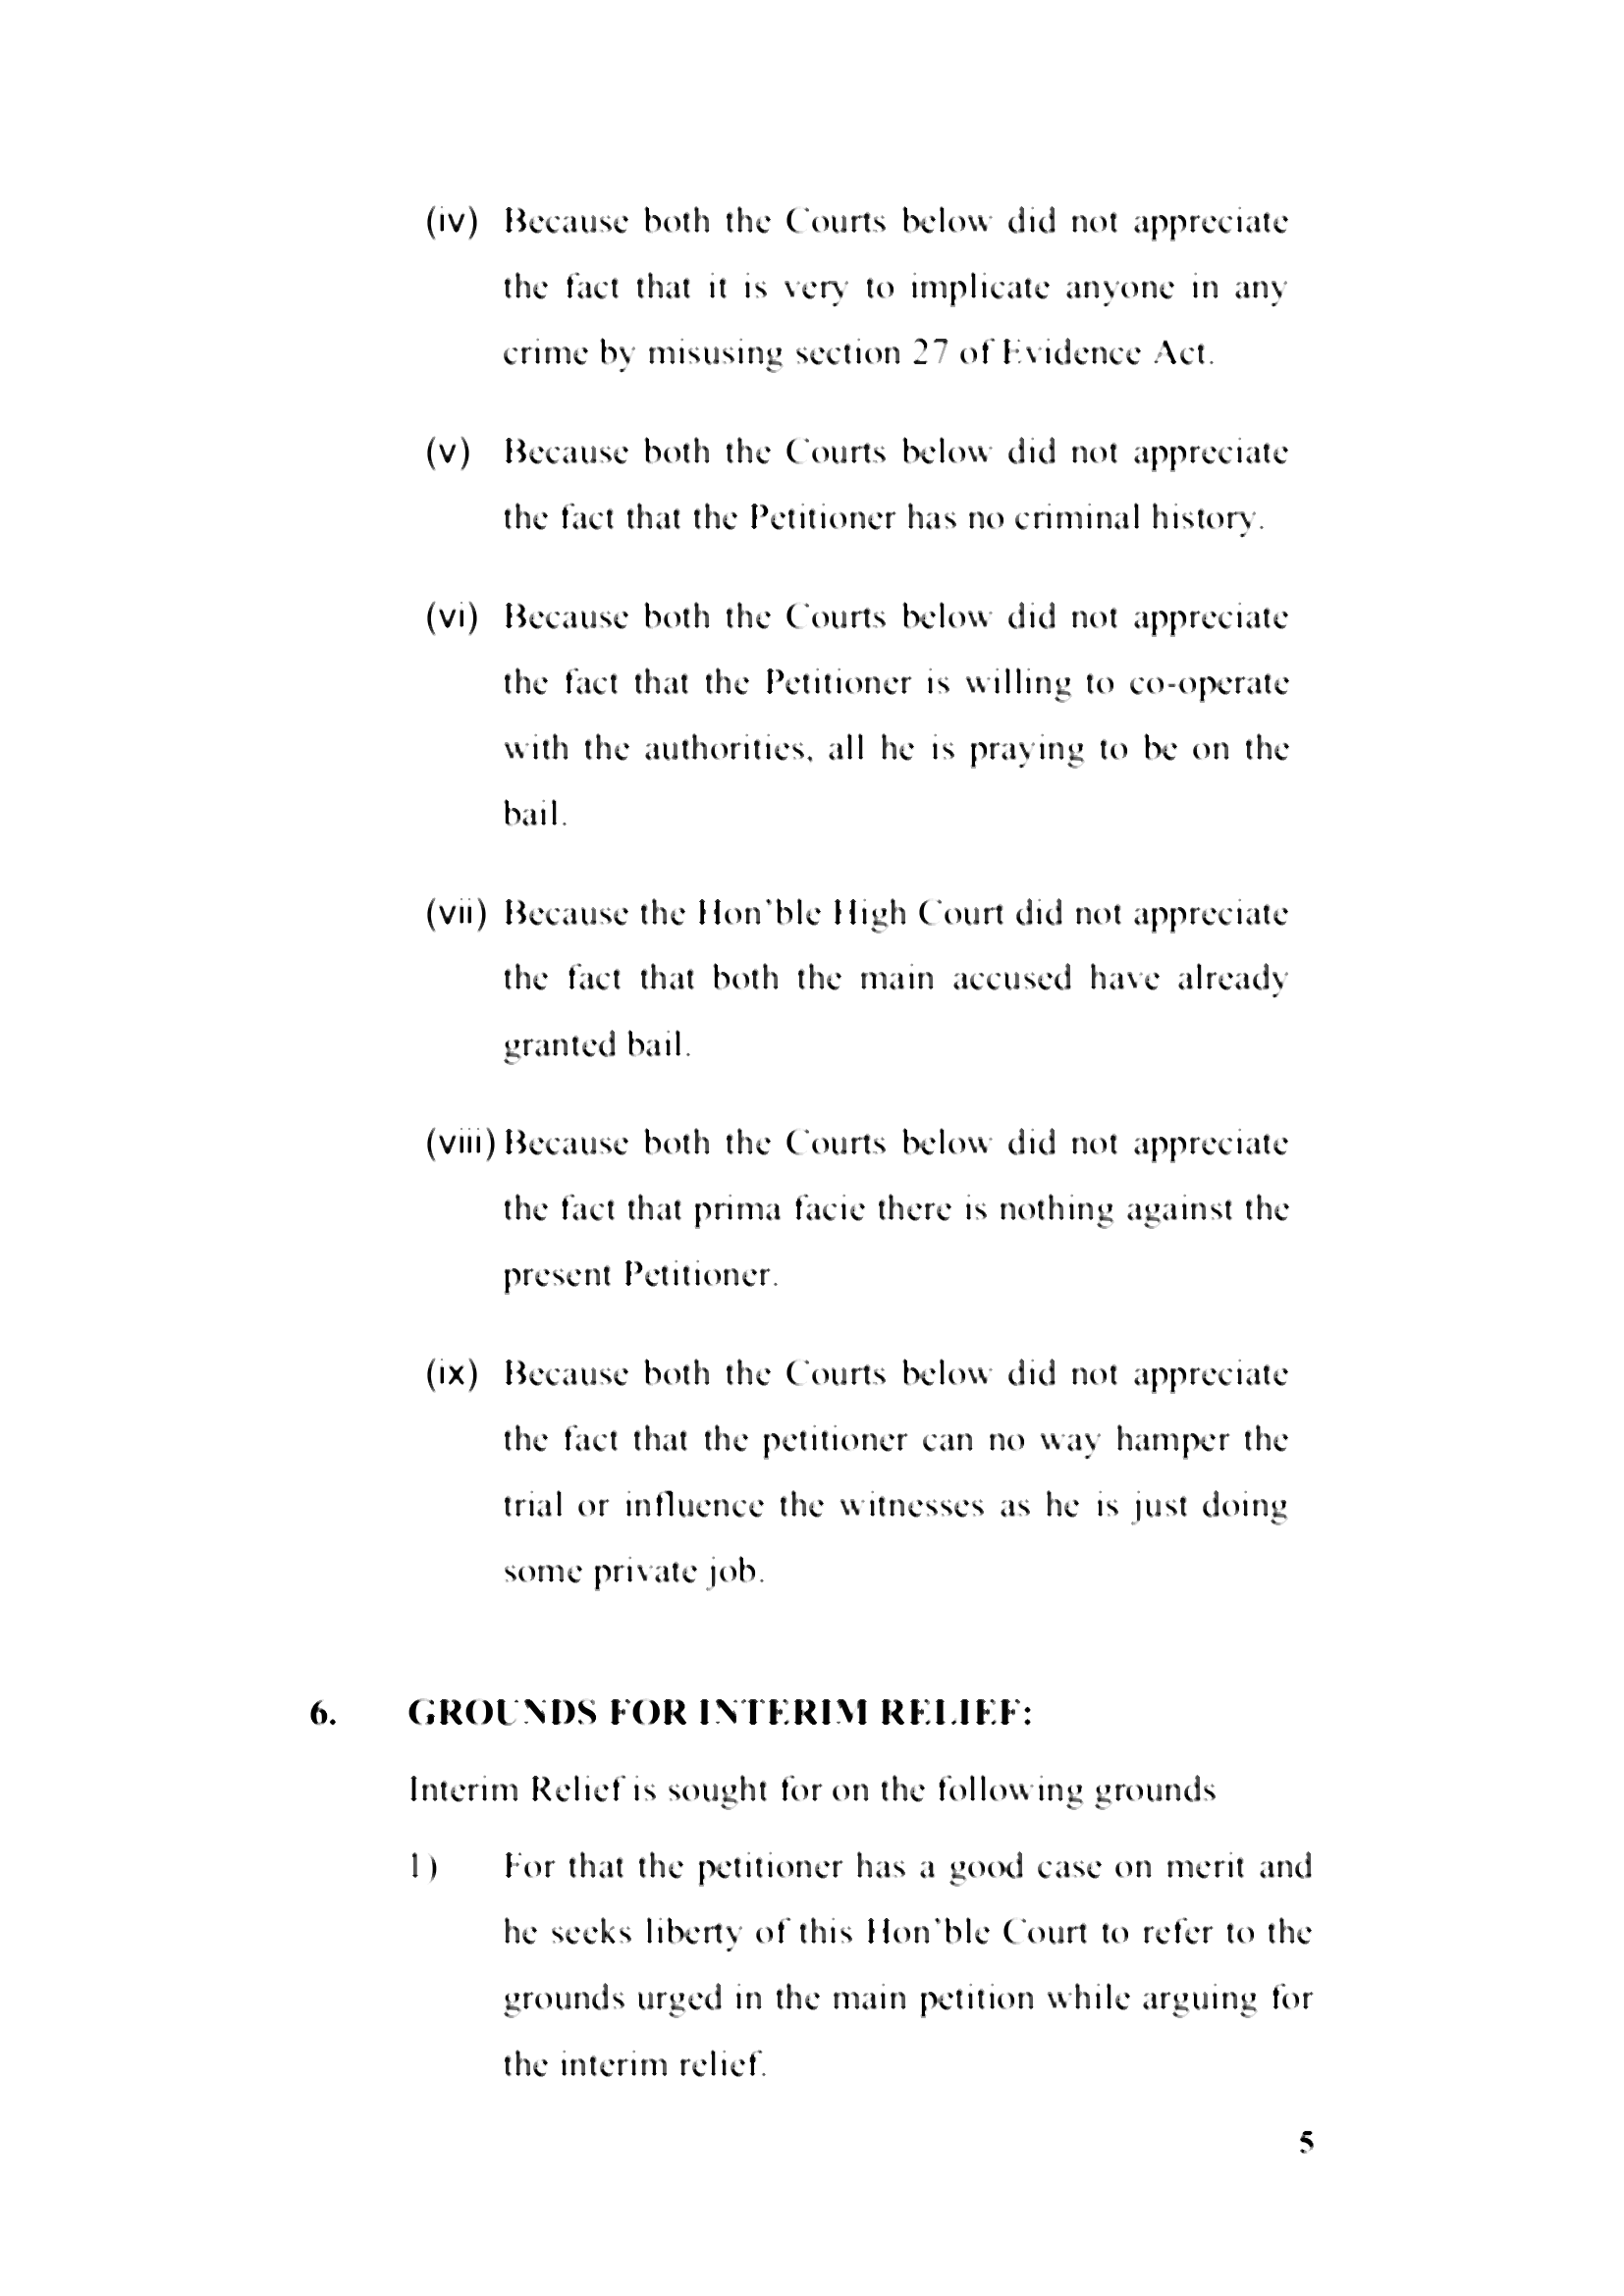 (iv) Because both the Courts below did not appreciate
the fact that it is very to implicate anyone in any
crime by misusing section 27 of Evidence Act.
(v) Because both the Courts below did not appreciate
the fact that the Petitioner has no criminal history.
(vi) Because both the Courts below did not appreciate
the fact that the Petitioner is willing to co-operate
with the authorities, all he is praying to be on the
bail.
(vii) Because the Hon'ble High Court did not appreciate
the fact that both the main accused have already
granted bail.
(viii) Because both the Courts below did not appreciate
the fact that prima facie there is nothing against the
present Petitioner.
(ix) Because both the Courts below did not appreciate
the fact that the petitioner can no way hamper the
trial or influence the witnesses as he is just doing
some private job.
6. GROUNDS FOR INTERIM RELIEF:
Interim Relief is sought for on the following grounds
1) For that the petitioner has a good case on merit and
he seeks liberty of this Hon'ble Court to refer to the
grounds urged in the main petition while arguing for
the interim relief.
5